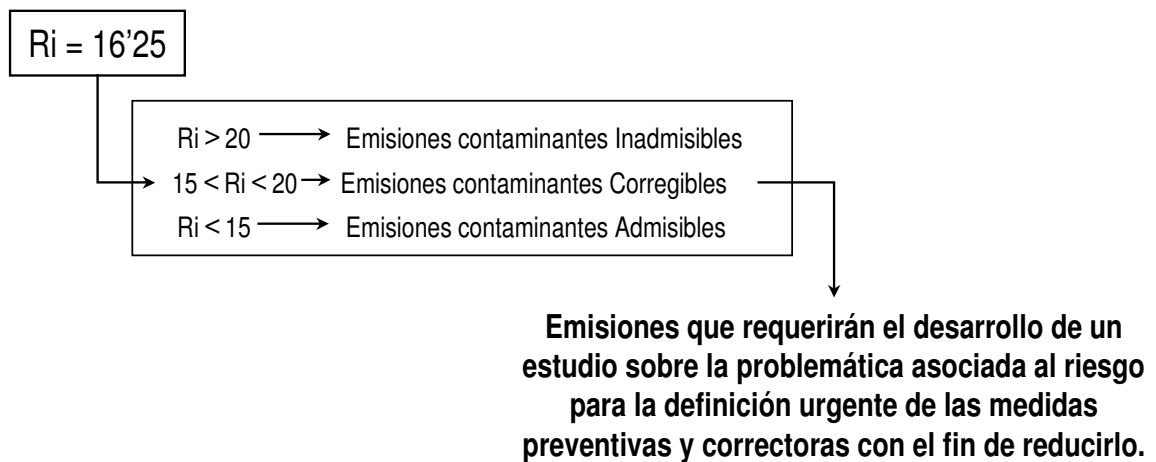 Ri = 16’25
Ri > 20 Emisiones contaminantes Inadmisibles
15 < Ri < 20 Emisiones contaminantes Corregibles
Ri < 15 Emisiones contaminantes Admisibles
Emisiones que requerirán el desarrollo de un
estudio sobre la problemática asociada al riesgo
para la definición urgente de las medidas
preventivas y correctoras con el fin de reducirlo.